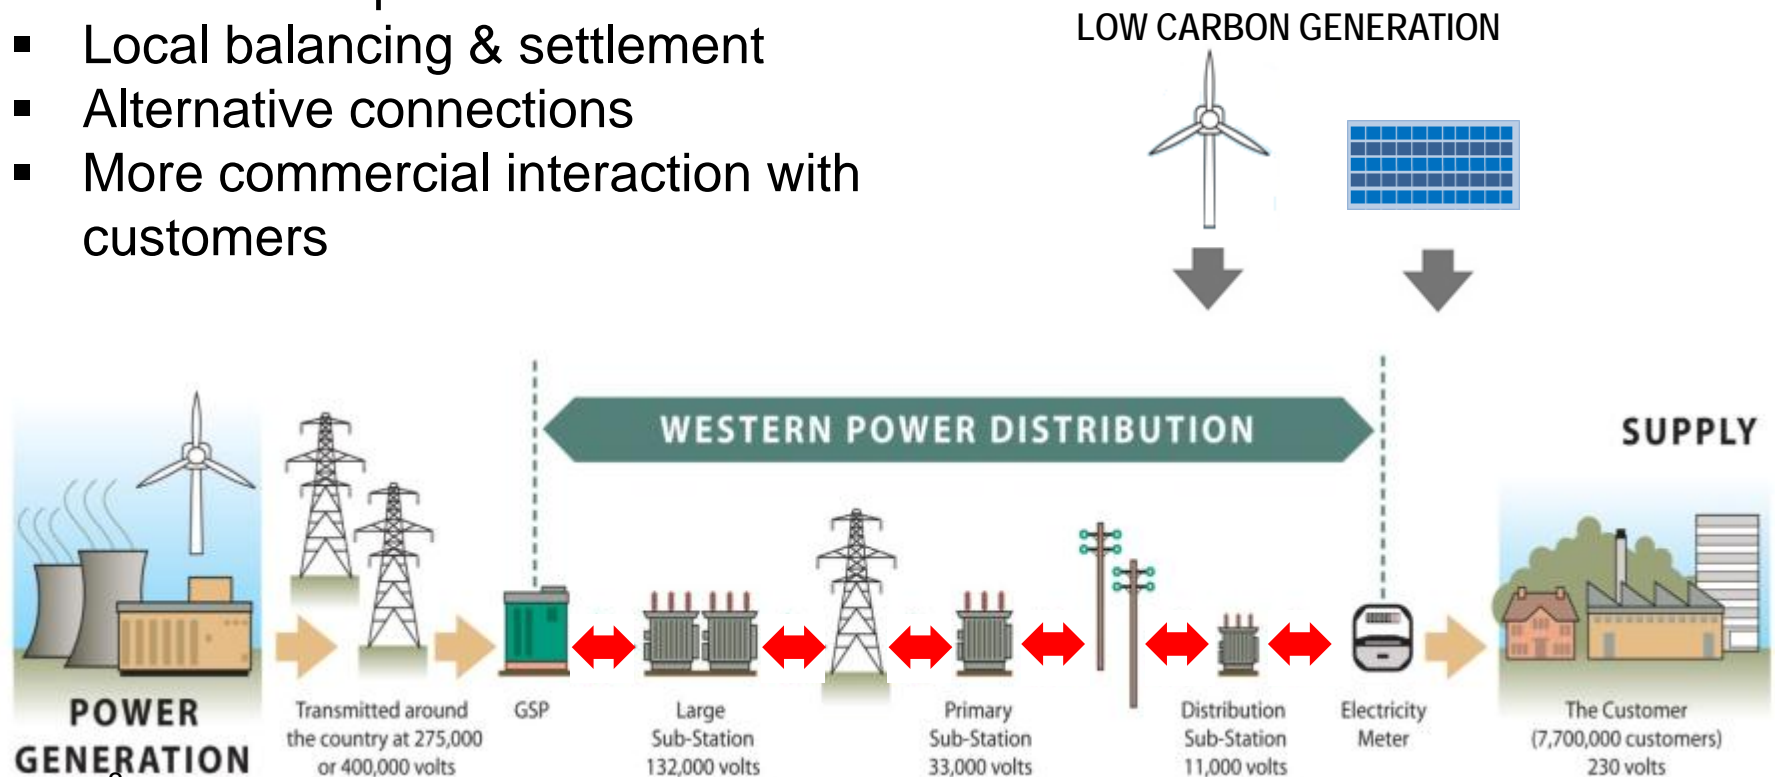 ▪ Local balancing & settlement
▪ Alternative connections
▪ More commercial interaction with
customers
LOW CARBON GENERATION
WESTERN POWER DISTRIBUTION
SUPPLY
POWER
GENERATION
Transmitted around
the country at 275,000
or 400,000 volts
GSP
Large
Sub-Station
132,000 volts
Primary
Sub-Station
33,000 volts
Distribution
Sub-Station
11,000 volts
Electricity
Meter
The Customer
(7,700,000 customers)
230 volts